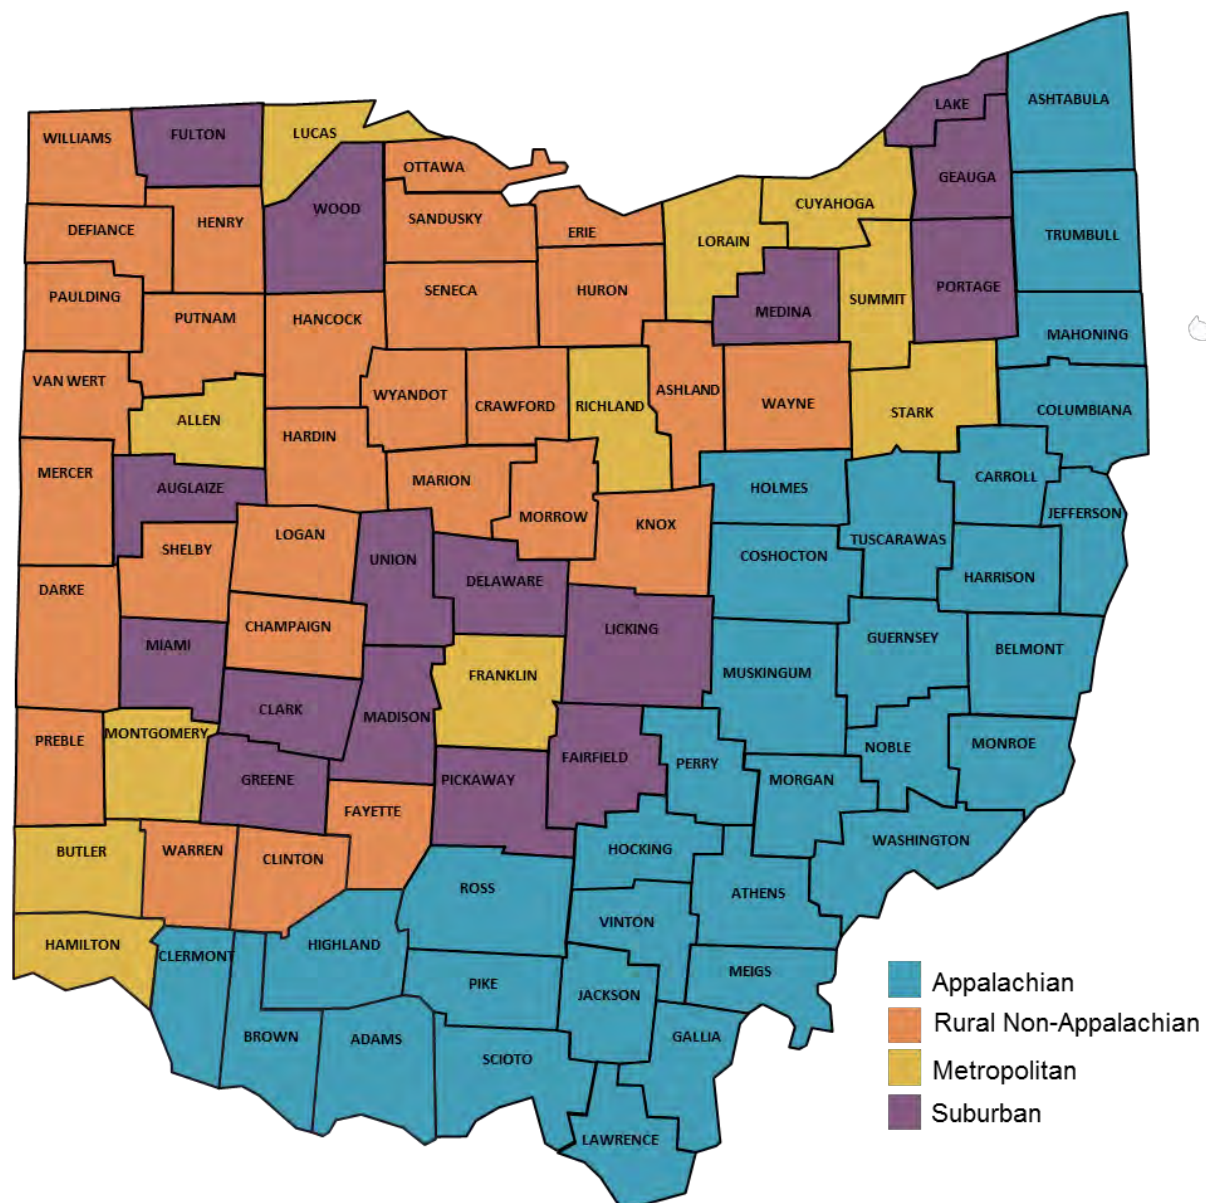 ASHTABULA
LAKE
WILLIAMS
FULTON
LUCAS
OTTAWA
GEAUGA
CUYAHOGA
WOOD
SANDUSKY
HENRY
DEFIANCE
ERIE
LORAIN
TRUMBULL
PAULDING
SENECA
HURON
PORTAGE
SUMMIT
MEDINA
PUTNAM
HANCOCK
MAHONING
VAN WERT
WYANDOT
CRAWFORD
RICHLAND
ASHLAND
WAYNE
STARK
COLUMBIANA
ALLEN
HARDIN
MERCER
AUGLAIZE
MARION
HOLMES
CARROLL
JEFFERSON
MORROW
KNOX
LOGAN
SHELBY
UNION
TUSCARAWAS
COSHOCTON
DELAWARE
HARRISON
DARKE
CHAMPAIGN
LICKING
GUERNSEY
BELMONT
MIAMI
FRANKLIN
MUSKINGUM
CLARK
MADISON
PREBLE
MONTGOMERY
NOBLE
MONROE
FAIRFIELD
PERRY
GREENE
PICKAWAY
MORGAN
FAYETTE
WASHINGTON
BUTLER
WARREN
CLINTON
HOCKING
ROSS
ATHENS
VINTON
HAMILTON
CLERMONT
HIGHLAND
MEIGS
PIKE
JACKSON
BROWN
ADAMS
GALLIA
SCIOTO
LAWRENCE
Appalachian
Rural Non-Appalachian
Metropolitan
Suburban